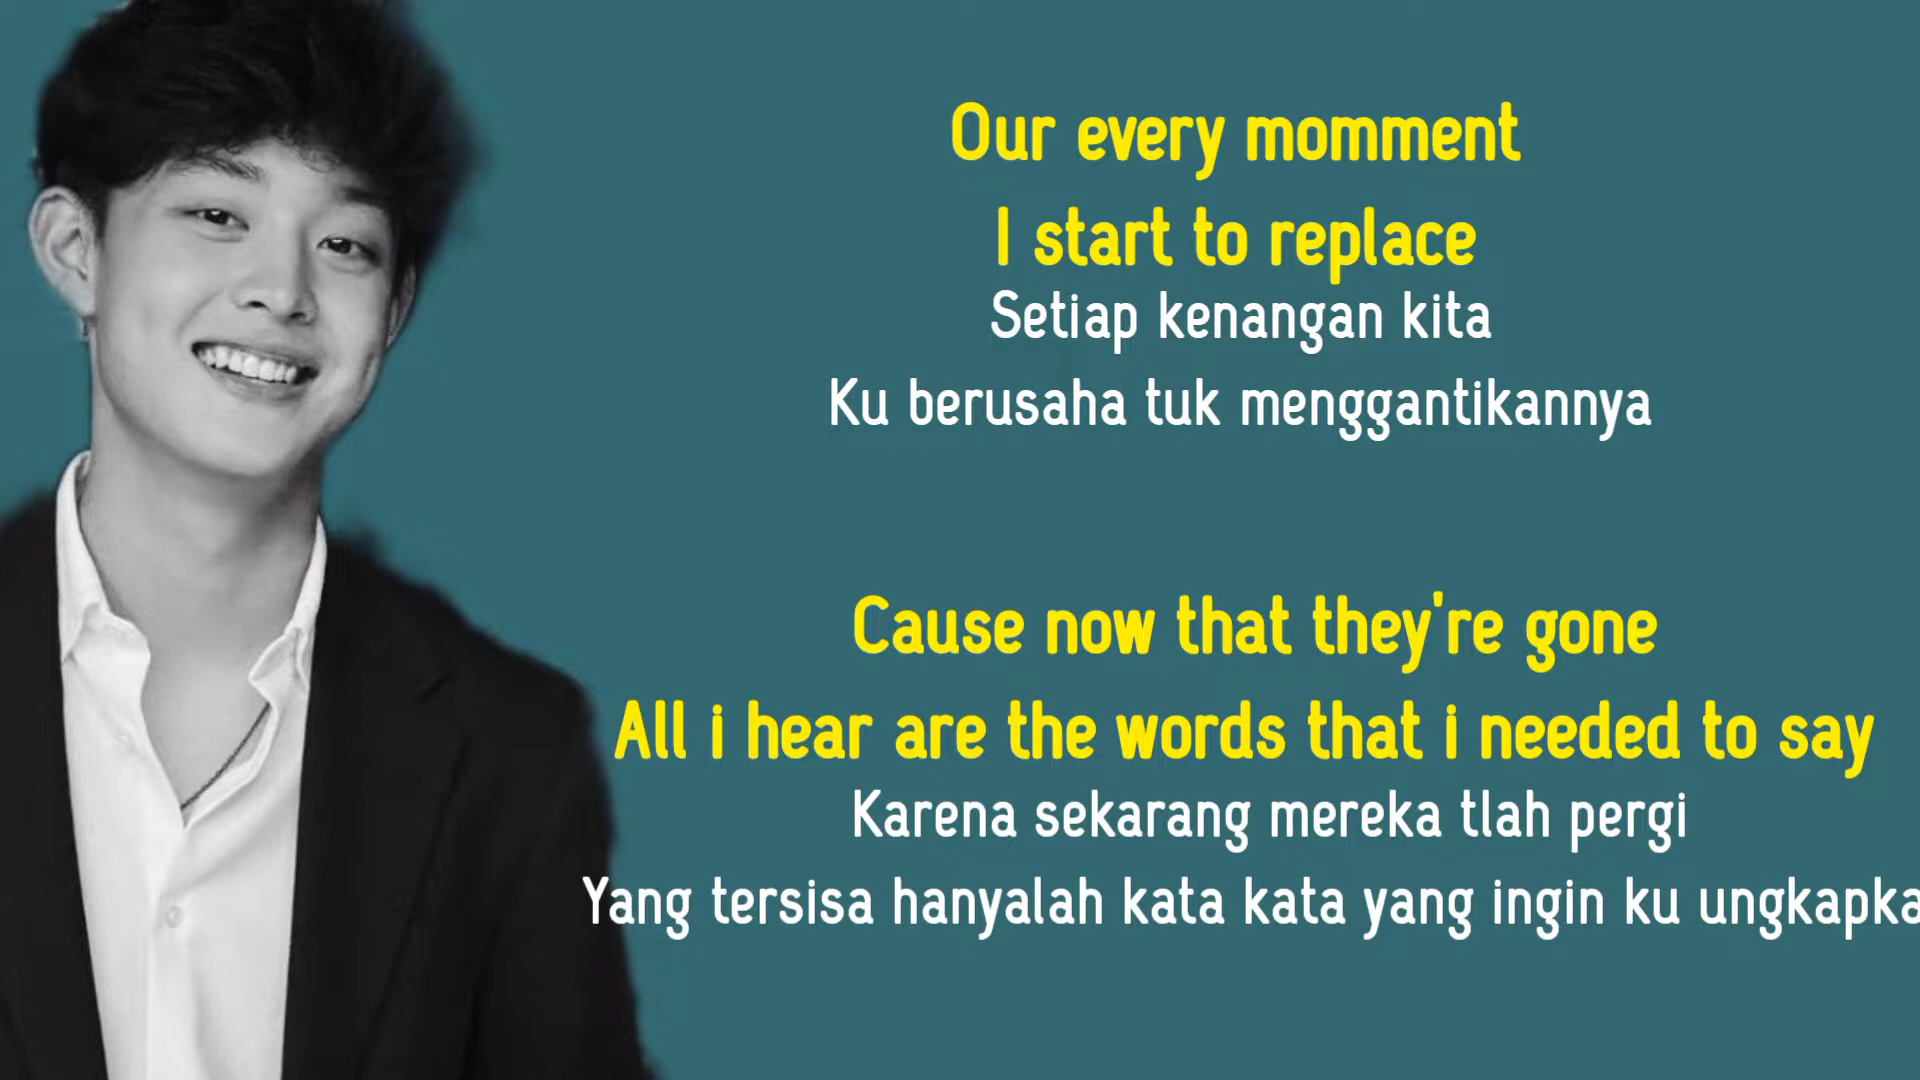 Our every momment
I start to replace
Setiap kenangan kita
Ku berusaha tuk menggantikannya
Cause now that they're gone
All i hear are the words that i needed to say
Karena sekarang mereka tlah pergi
Yang tersisa hanyalah kata kata yang ingin ku ungkapka